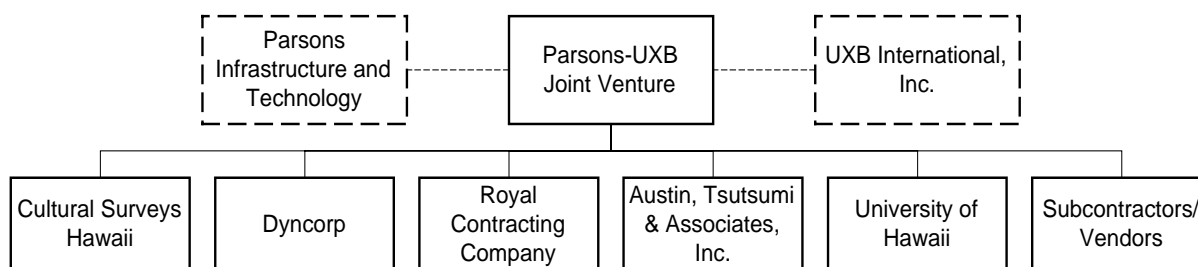 Parsons
Infrastructure and
Technology
Parsons-UXB
Joint Venture
UXB International,
Inc.
Cultural Surveys
Hawaii
Dyncorp
Royal
Contracting
Company
Austin, Tsutsumi
& Associates,
Inc.
University of
Hawaii
Subcontractors/
Vendors